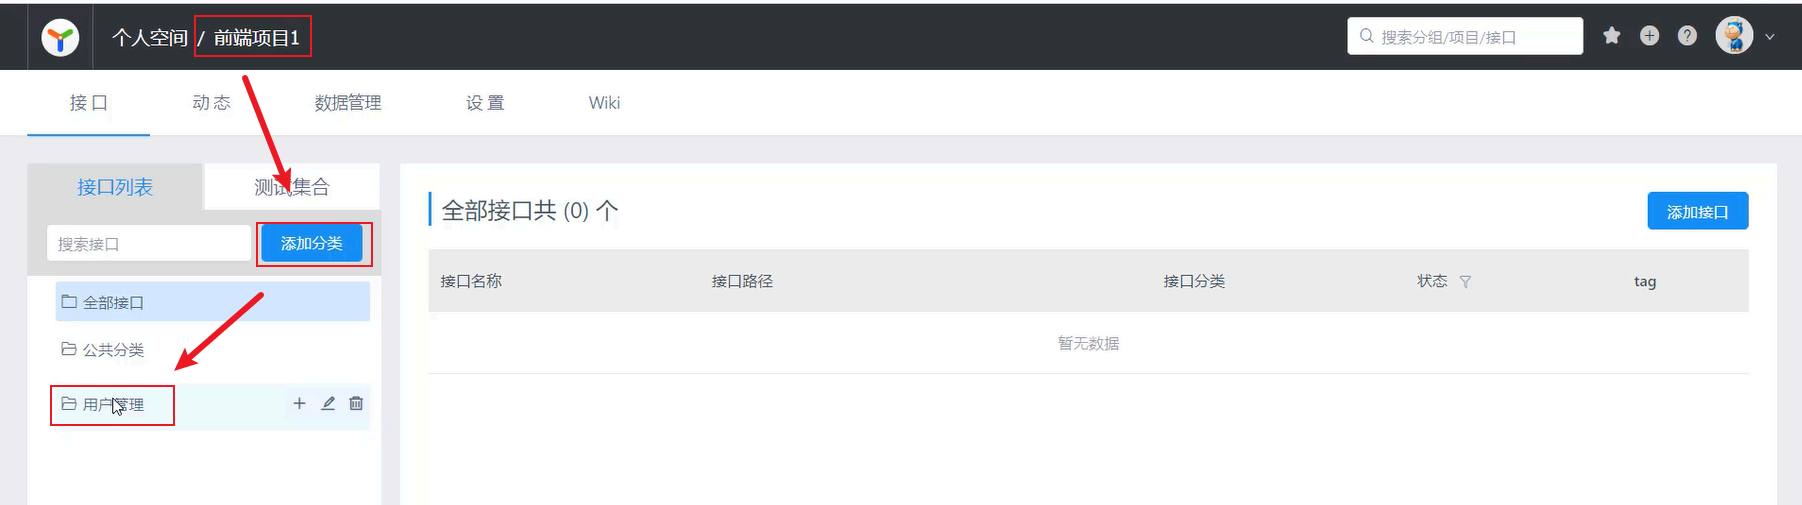 个人空间 / 前端项目1
搜索分组/项目/接口
接 口
动 态
数据管理
设 置
Wiki
接口列表
测试集合
搜索接口
添加分类
全部接口
公共分类
用户管理
全部接口共 (0) 个
添加接口
接口名称
接口路径
接口分类
状态
tag
暂无数据